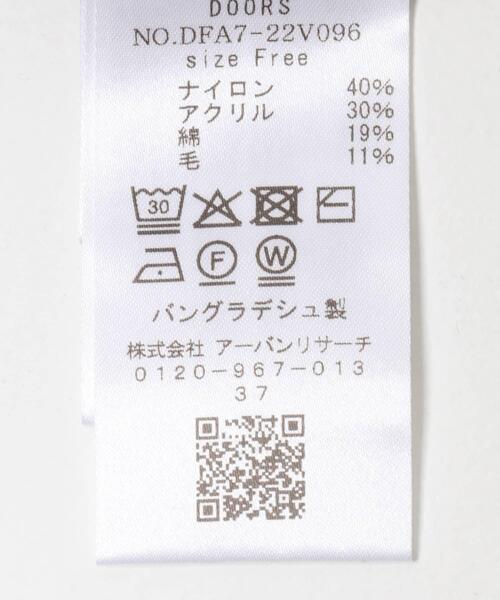 DOORS
NO.DFA7-22V096
size Free
ナイロン 40%
アクリル 30%
綿 19%
毛 11%
30
F W
バングラデシュ製
株式会社 アーバンリサーチ
0120-967-013
37